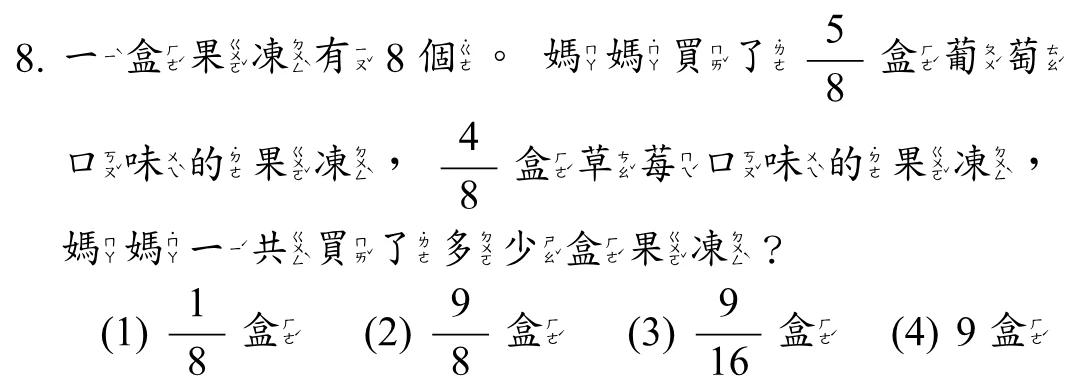 8. 一盒果凍有 8 個。 媽媽買了 5/8 盒葡萄
口味的果凍， 4/8 盒草莓口味的果凍，
媽媽一共買了多少盒果凍？
(1) 1/8 盒 (2) 9/8 盒 (3) 9/16 盒 (4) 9 盒